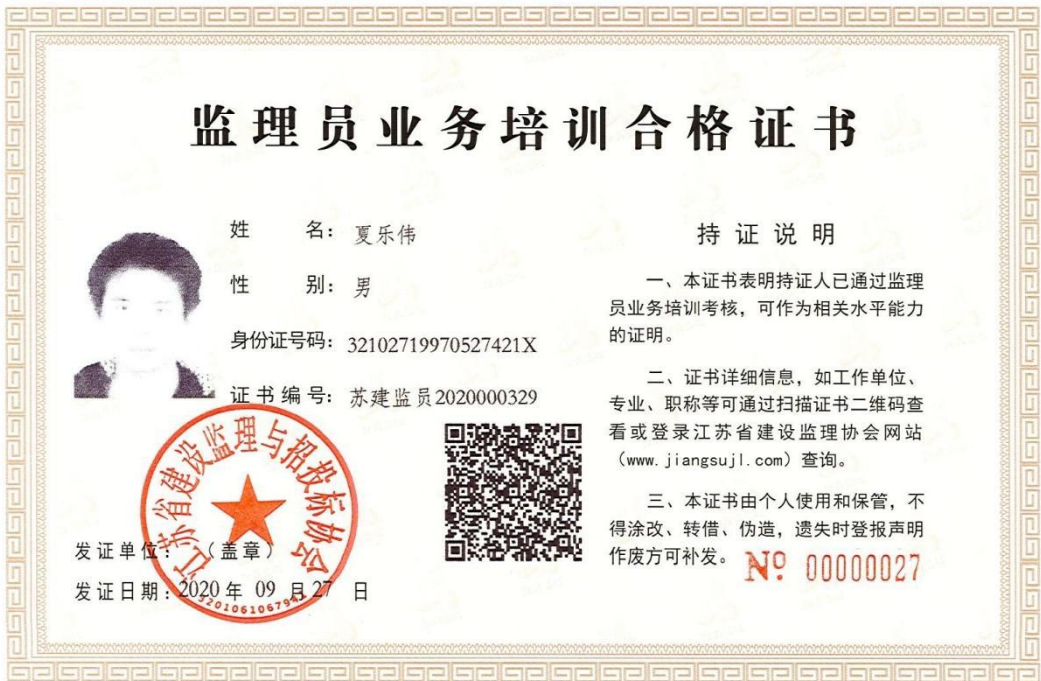 监理员业务培训合格证书
姓 名：夏乐伟
性 别：男
身份证号码：32102719970527421X
证书编号：苏建监员2020000329
江苏省建设监理与招投标协会
发证单位：（盖章）
发证日期：2020年 09 月 27 日
持证说明
一、本证书表明持证人已通过监理
员业务培训考核，可作为相关水平能力
的证明。
二、证书详细信息，如工作单位、
专业、职称等可通过扫描证书二维码查
看或登录江苏省建设监理协会网站
（www.jiangsujl.com）查询。
三、本证书由个人使用和保管，不
得涂改、转借、伪造，遗失时登报声明
作废方可补发。
Nº 00000027